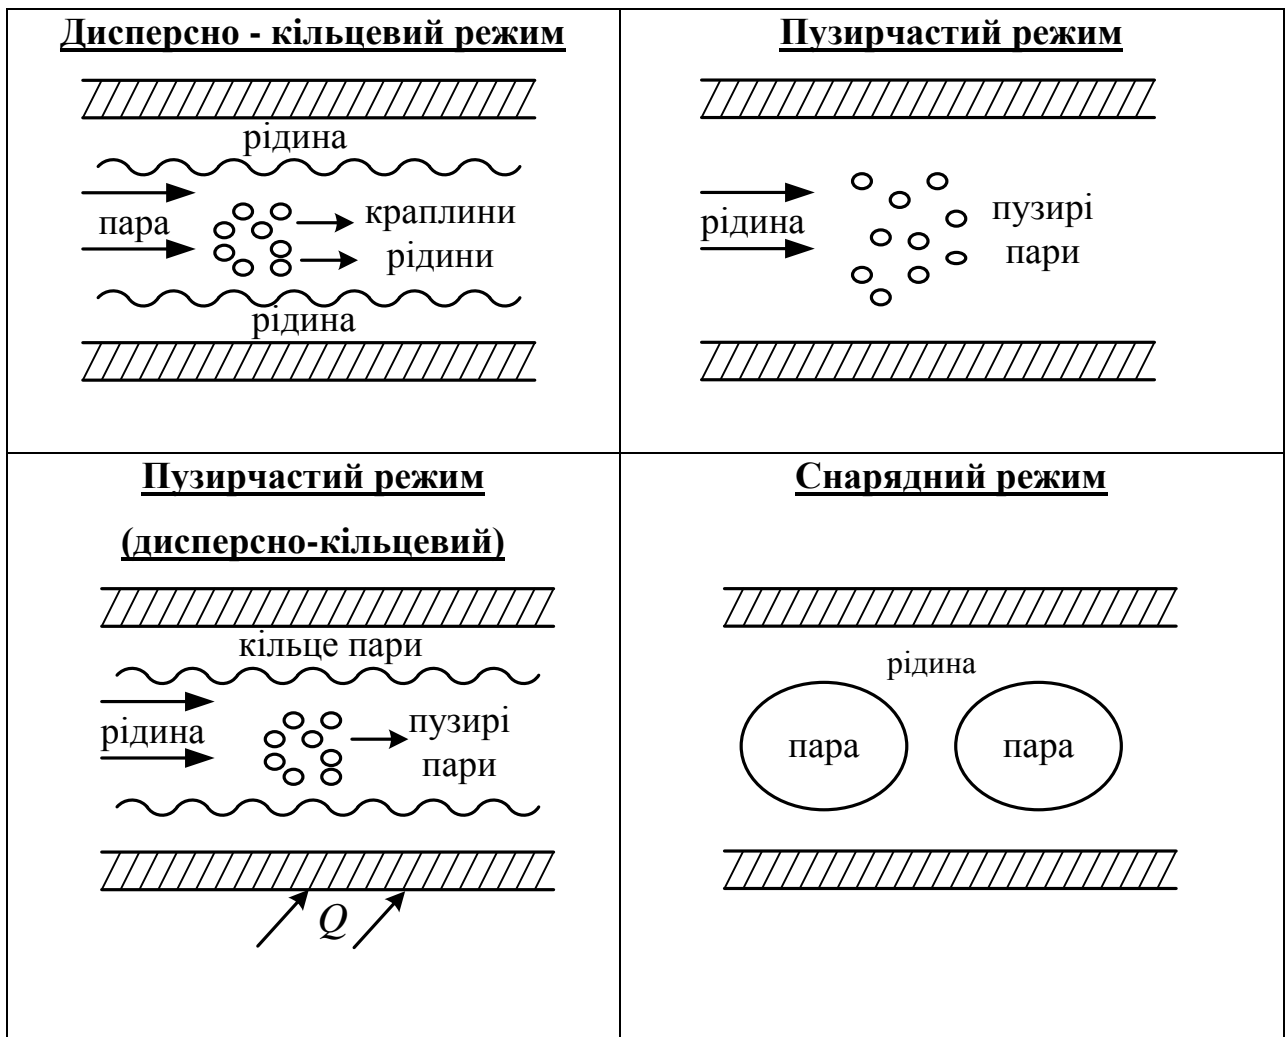 Дисперсно - кільцевий режим
рідина
пара
краплини
рідини
рідина
Пузирчастий режим
рідина
пузирі
пари
Пузирчастий режим
(дисперсно-кільцевий)
кільце пари
рідина
пузирі
пари
Q
Снарядний режим
рідина
пара
пара